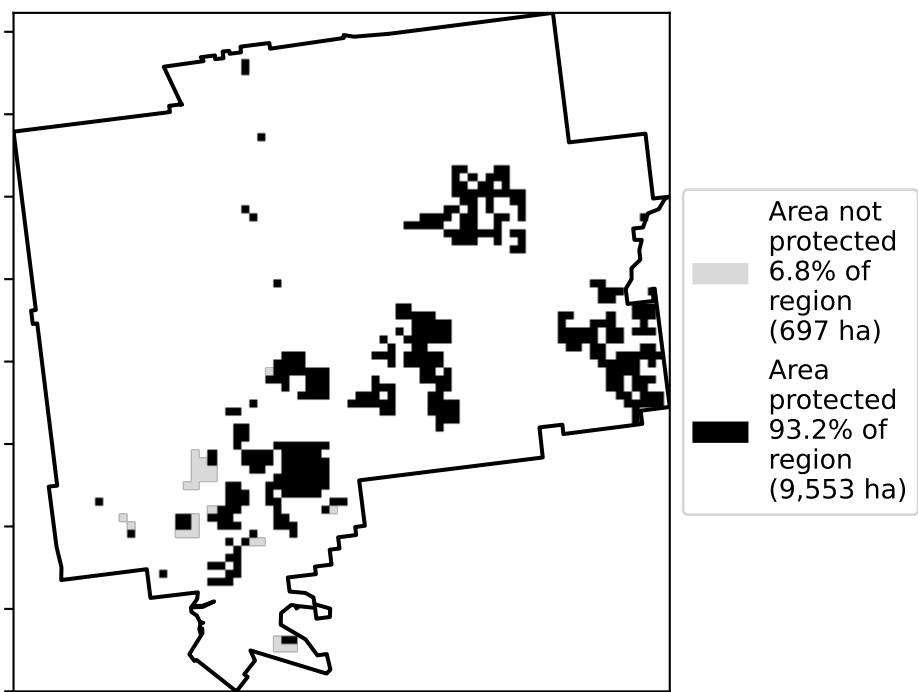 Area not
protected
6.8% of
region
(697 ha)
Area
protected
93.2% of
region
(9,553 ha)